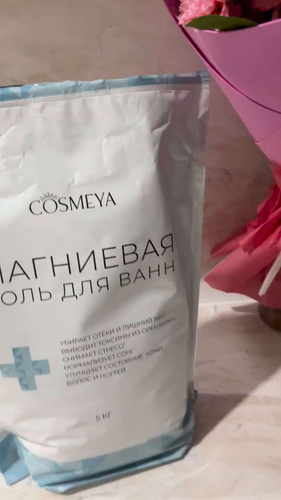 COSMEYA
МАГНИЕВАЯ
СОЛЬ ДЛЯ ВАНН
УБИРАЕТ ОТЕКИ И ЛИШНИЙ ВЕС/
ВЫВОДИТ ТОКСИНЫ ИЗ ОРГАНИЗМА/
СНИМАЕТ СТРЕСС/
НОРМАЛИЗУЕТ СОН/
УЛУЧШАЕТ СОСТОЯНИЕ КОЖИ,
ВОЛОС И НОГТЕЙ
5 КГ